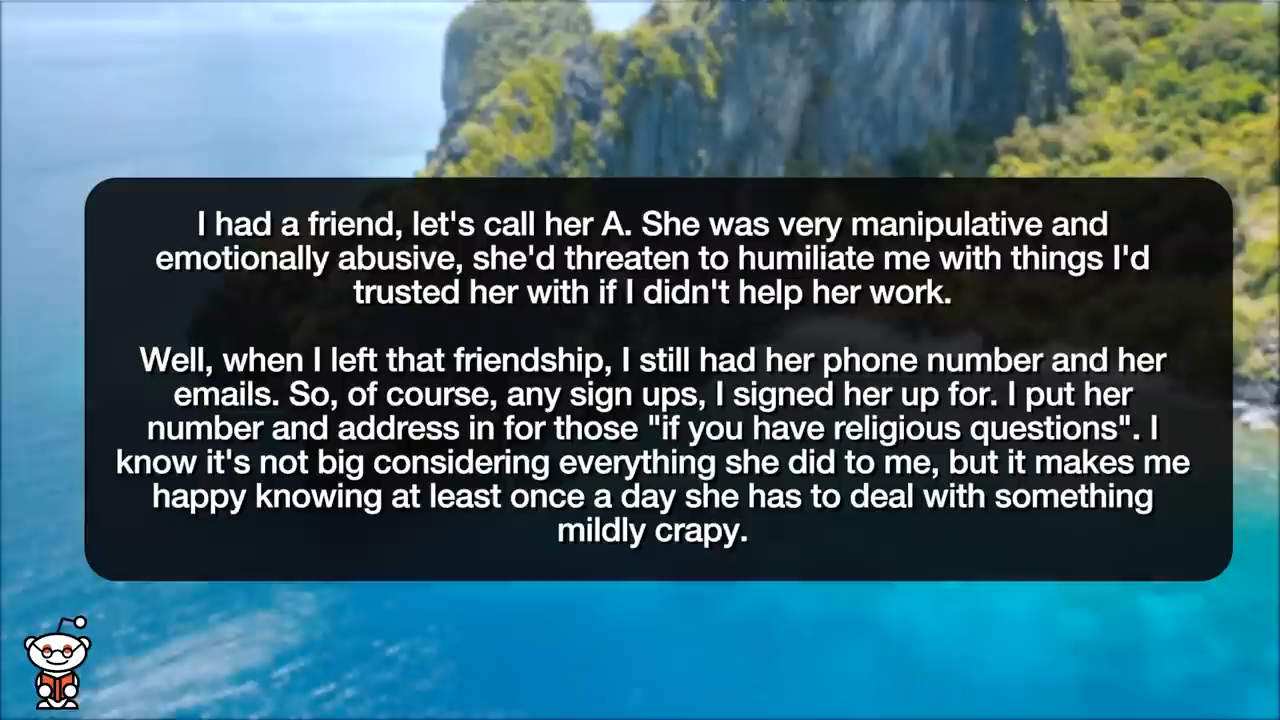 I had a friend, let's call her A. She was very manipulative and
emotionally abusive, she'd threaten to humiliate me with things I'd
trusted her with if I didn't help her work.
Well, when I left that friendship, I still had her phone number and her
emails. So, of course, any sign ups, I signed her up for. I put her
number and address in for those "if you have religious questions". I
know it's not big considering everything she did to me, but it makes me
happy knowing at least once a day she has to deal with something
mildly crapy.